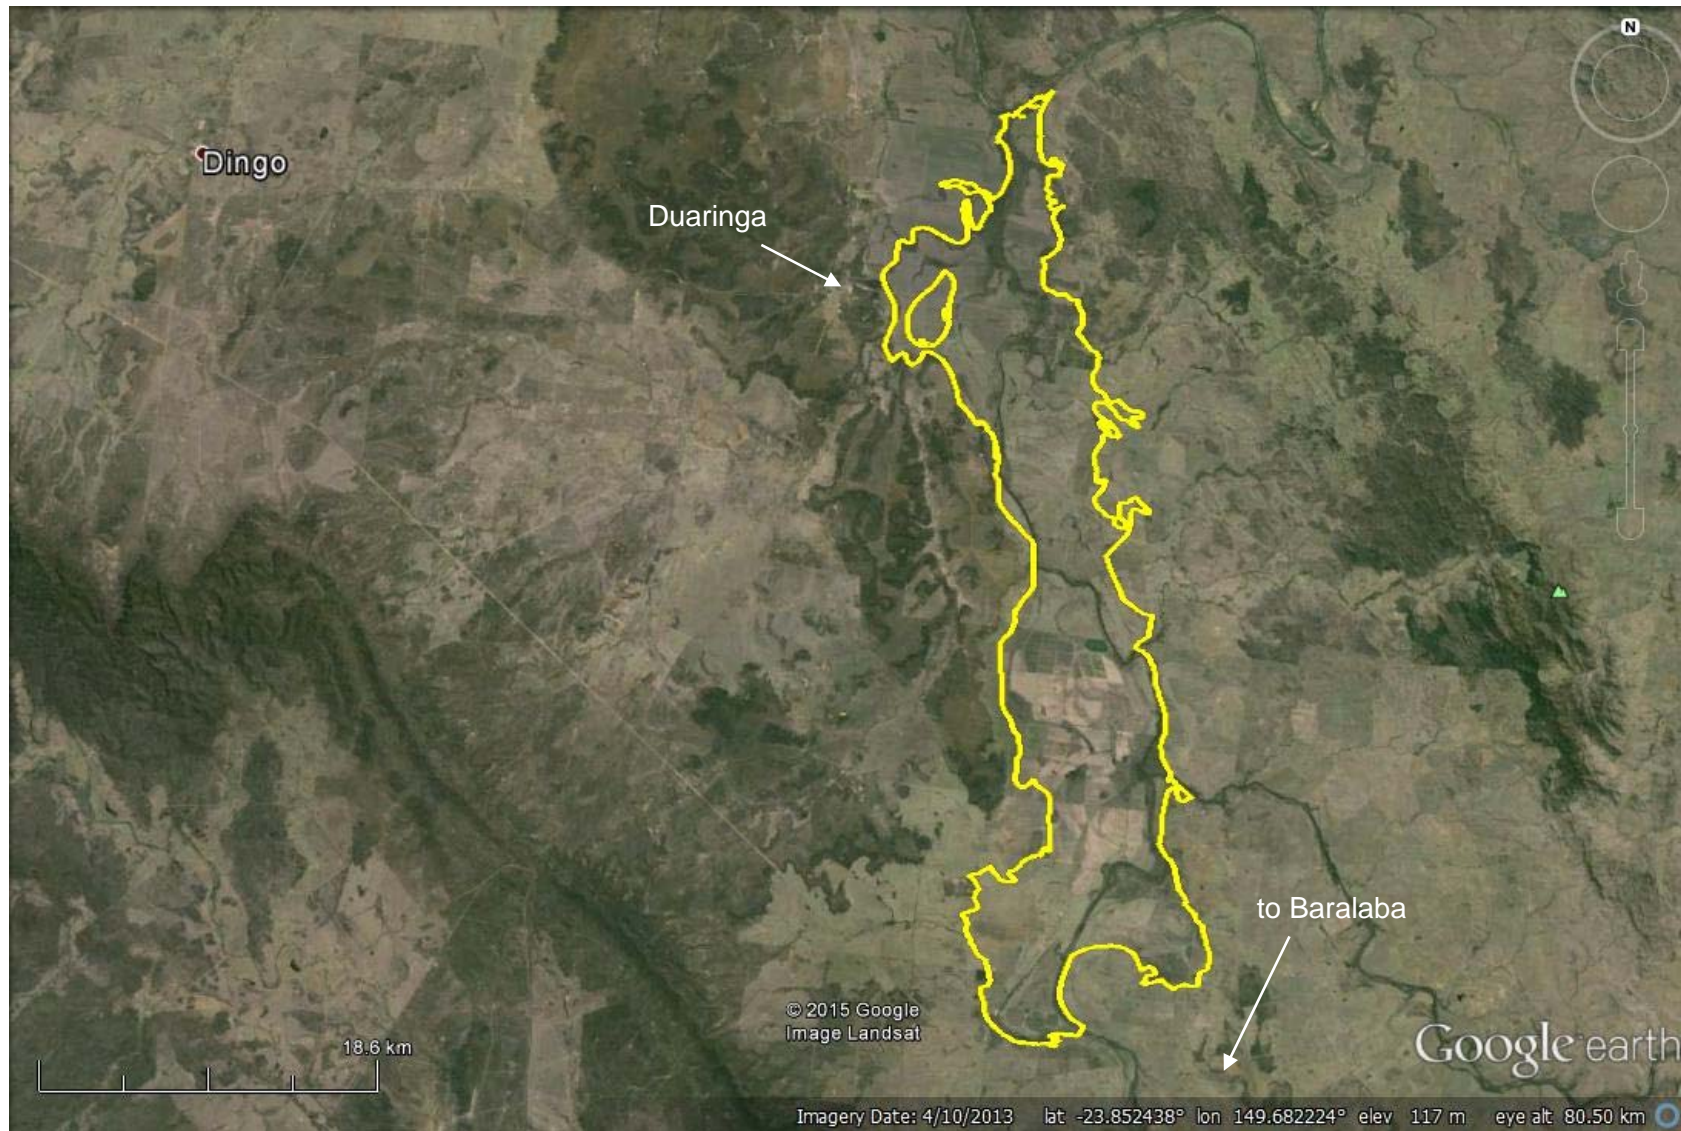 N
Dingo
Duaringa
to Baralaba
© 2015 Google
Image Landsat
18.6 km
Google earth
Imagery Date: 4/10/2013 lat -23.852438° lon 149.682224° elev 117 m eye alt 80.50 km